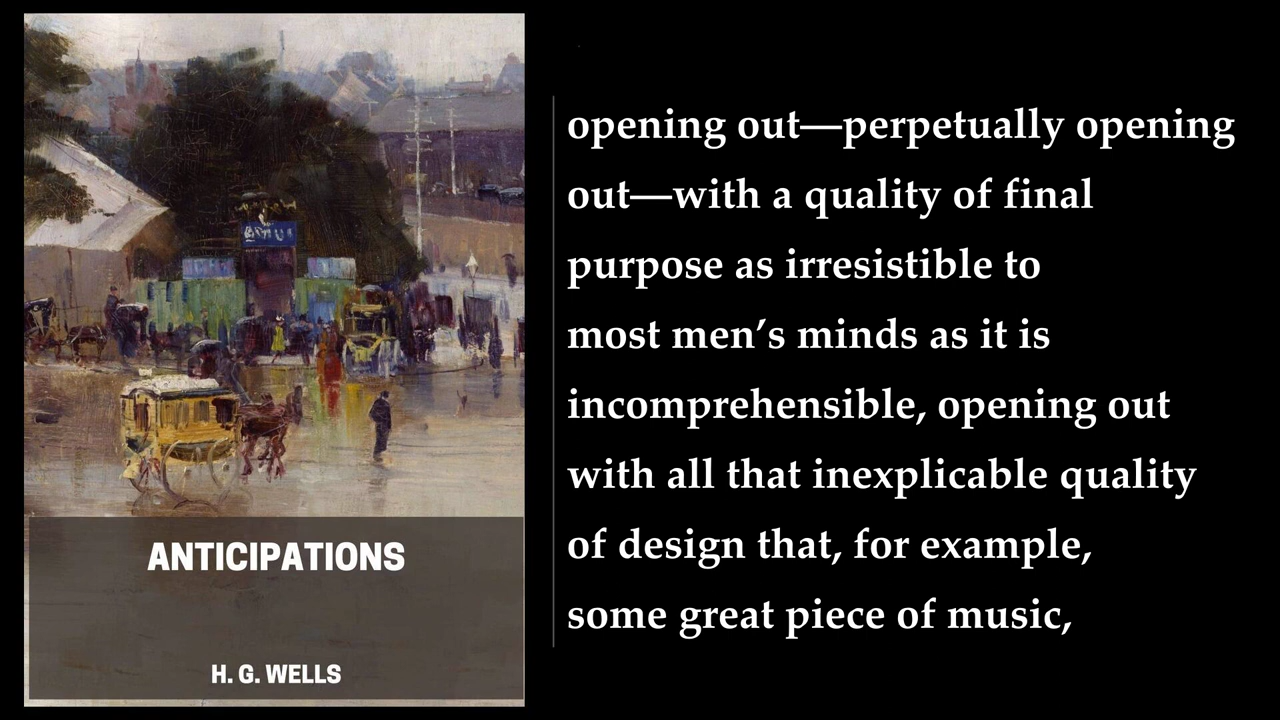 ANTICIPATIONS
H. G. WELLS
opening out—perpetually opening
out—with a quality of final
purpose as irresistible to
most men’s minds as it is
incomprehensible, opening out
with all that inexplicable quality
of design that, for example,
some great piece of music,